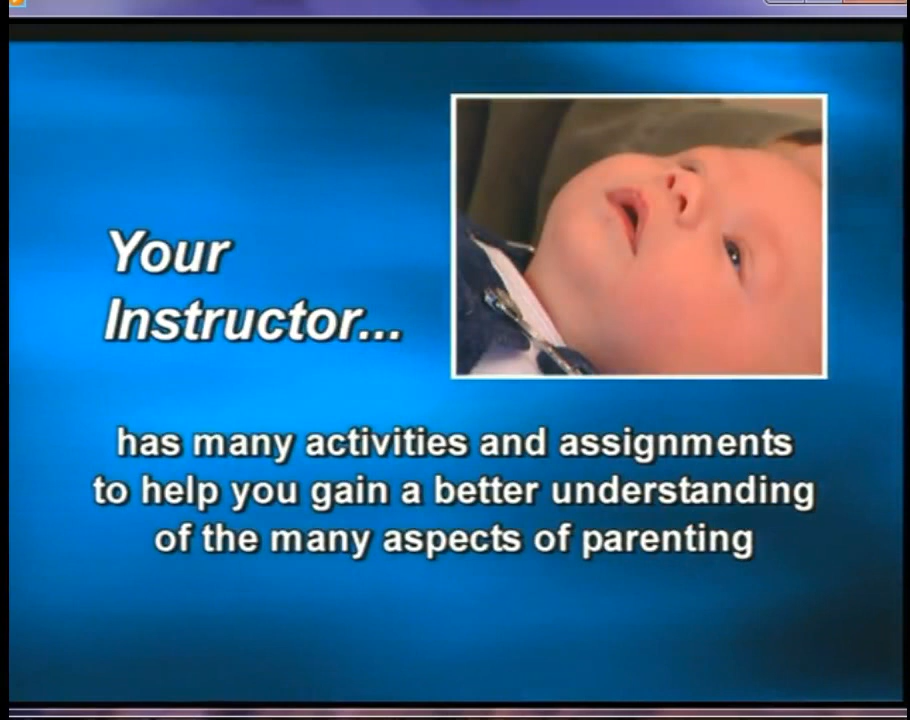 Your
Instructor...
has many activities and assignments
to help you gain a better understanding
of the many aspects of parenting